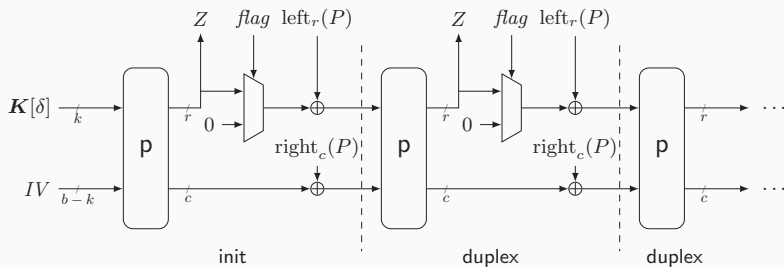 Z flag left_r(P) Z flag left_r(P)
K[δ] k p r r p r r p r ···
0 0
right_c(P) right_c(P)
IV b − k c c c ···
init duplex duplex